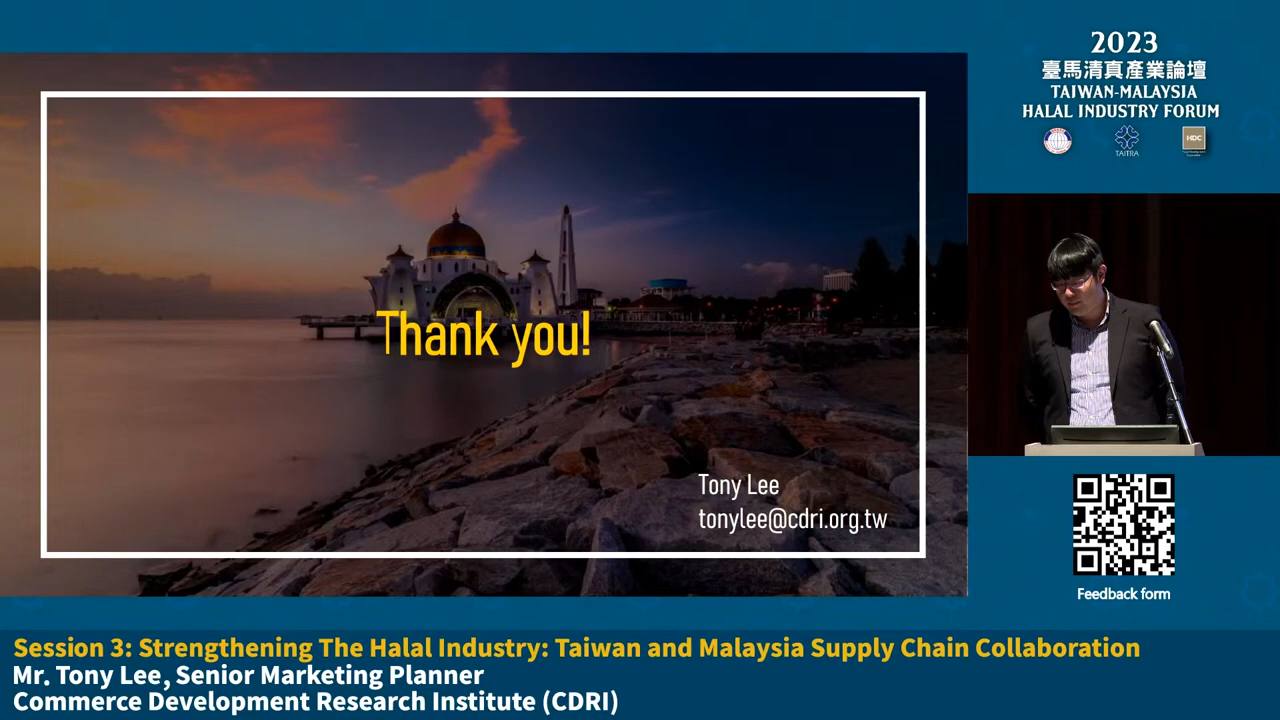 2023
臺馬清真產業論壇
TAIWAN-MALAYSIA
HALAL INDUSTRY FORUM
TAITRA
HDC
Thank you!
Tony Lee
tonylee@cdri.org.tw
Feedback form
Session 3: Strengthening The Halal Industry: Taiwan and Malaysia Supply Chain Collaboration
Mr. Tony Lee, Senior Marketing Planner
Commerce Development Research Institute (CDRI)